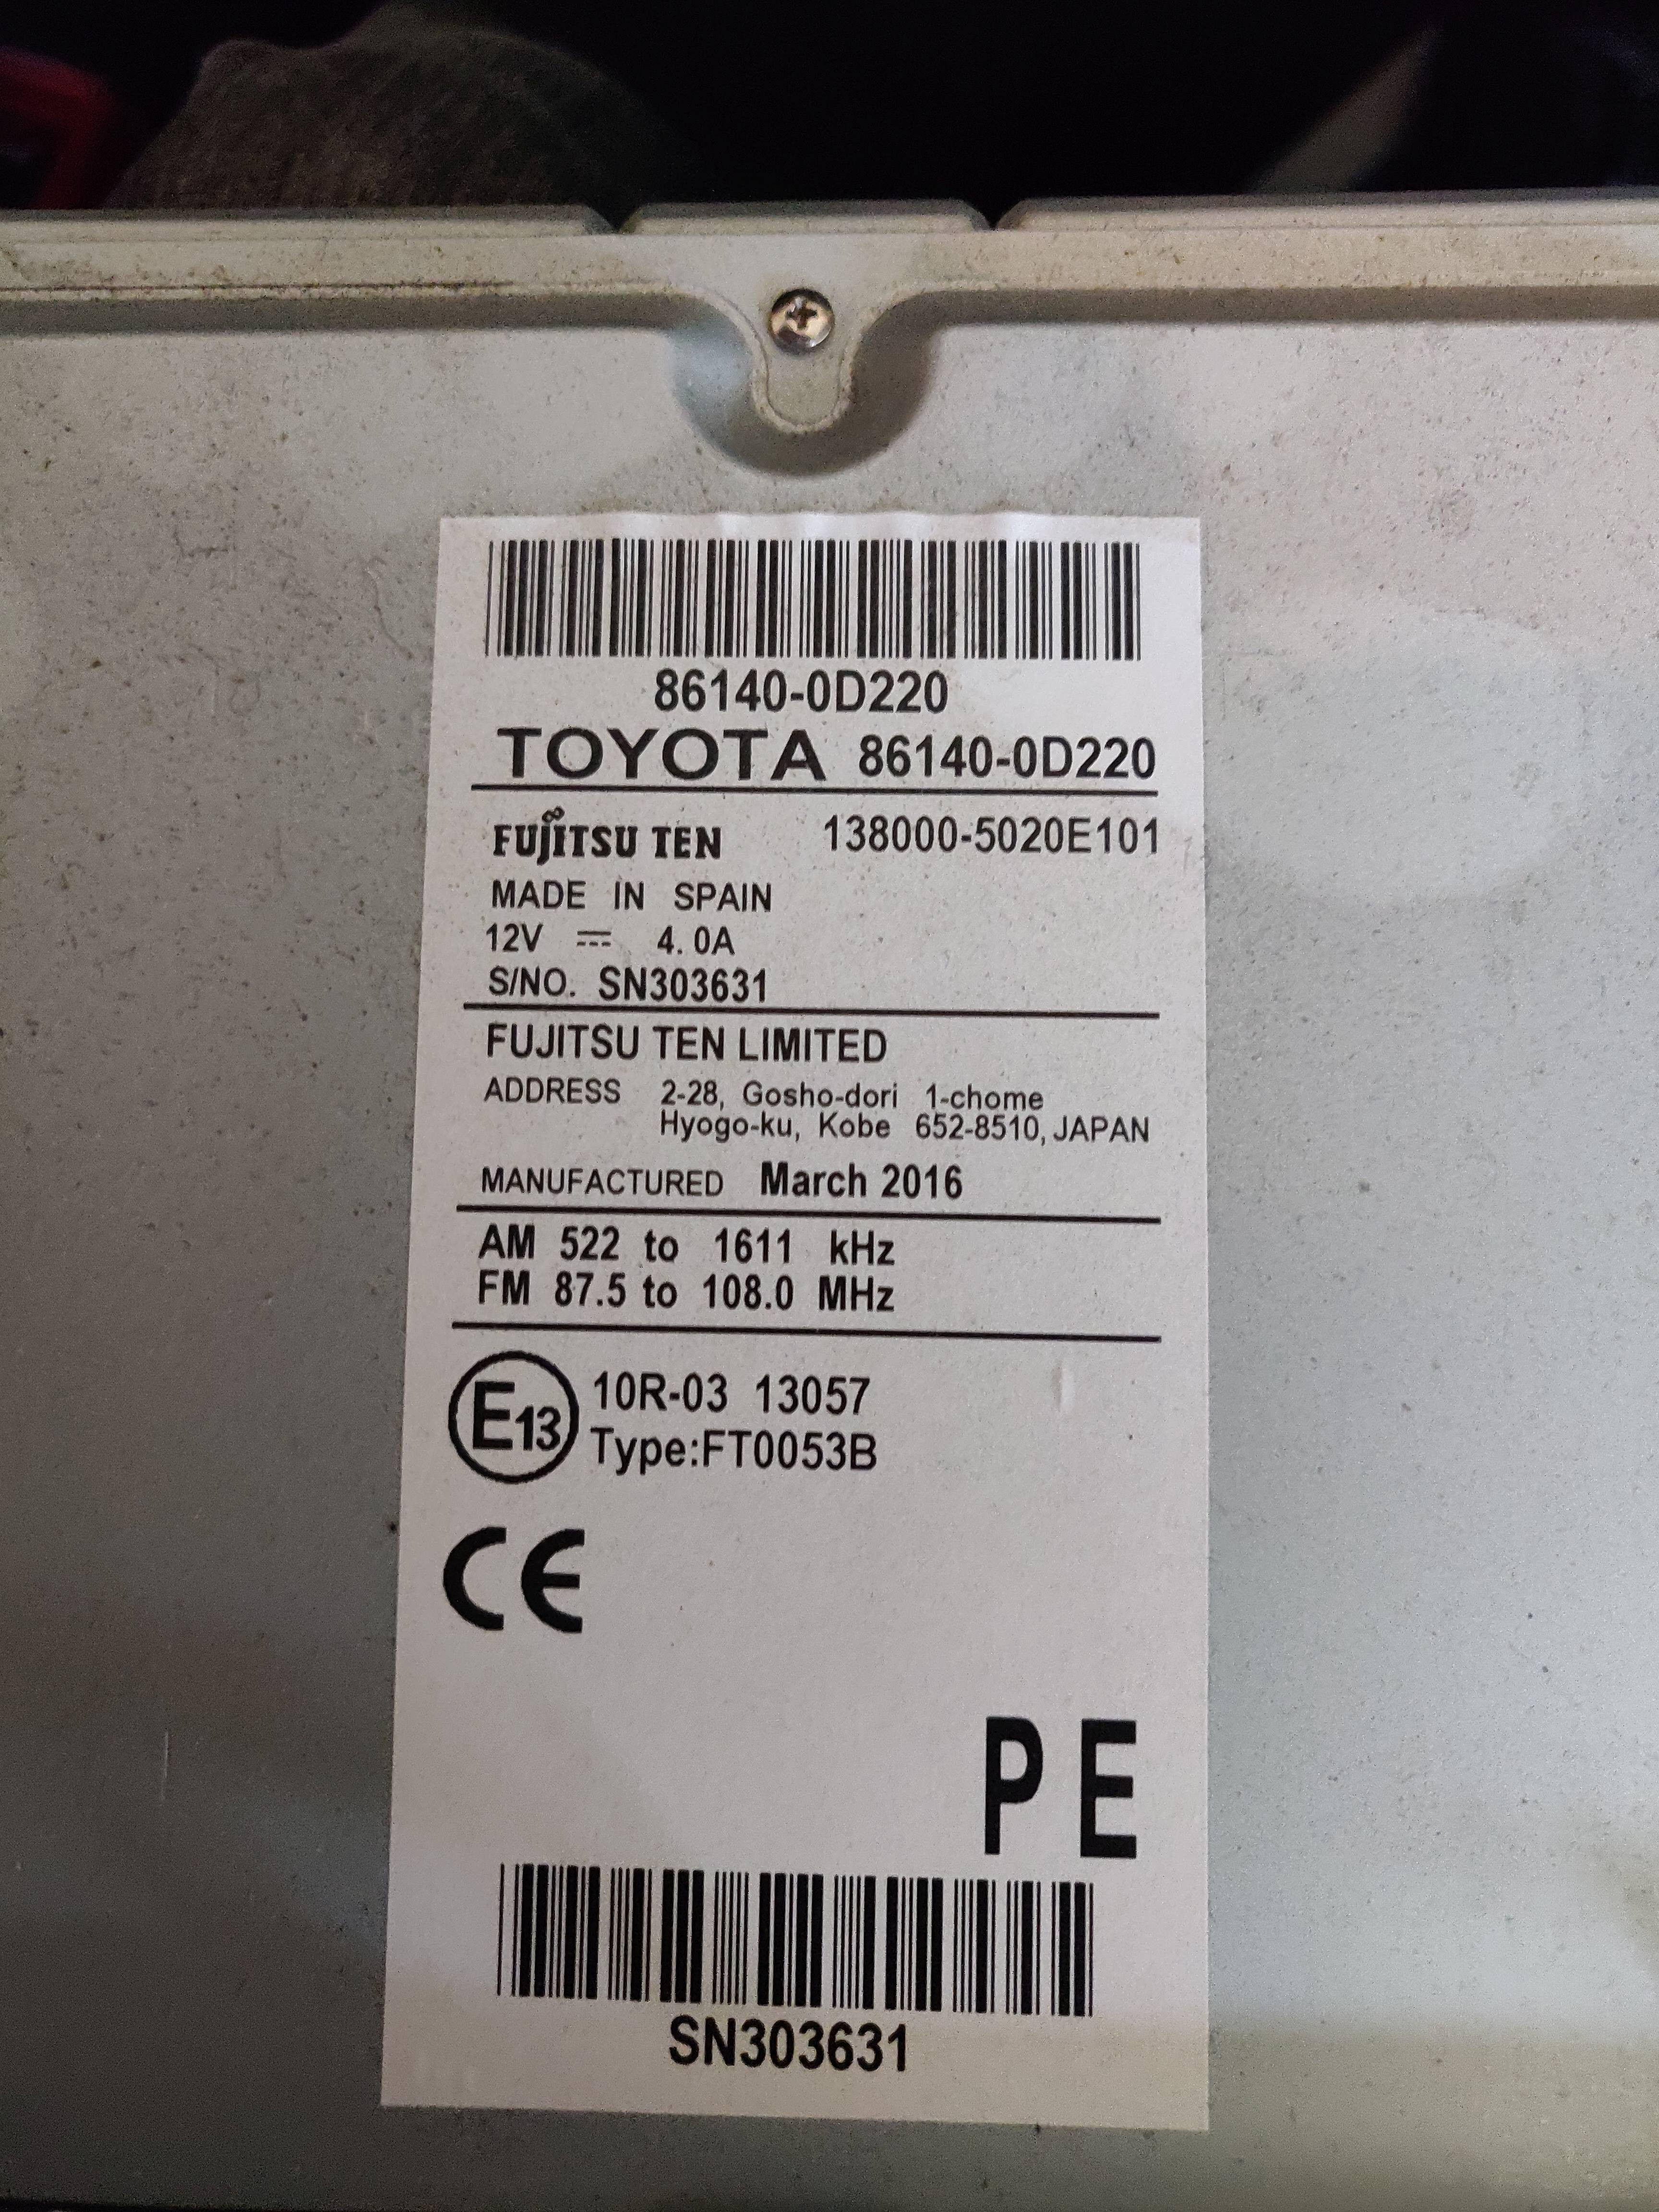 86140-0D220
TOYOTA 86140-0D220
FUJITSU TEN 138000-5020E101
MADE IN SPAIN
12V ⎓ 4.0A
S/NO. SN303631
FUJITSU TEN LIMITED
ADDRESS 2-28, Gosho-dori 1-chome
Hyogo-ku, Kobe 652-8510, JAPAN
MANUFACTURED March 2016
AM 522 to 1611 kHz
FM 87.5 to 108.0 MHz
E13 10R-03 13057
Type:FT0053B
CE
PE
SN303631